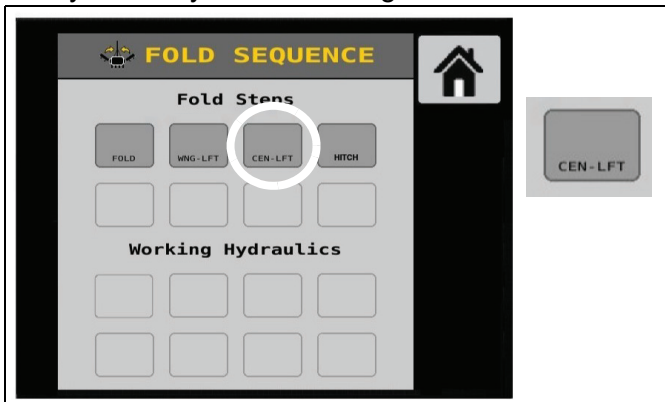 FOLD SEQUENCE
Fold Steps
FOLD WNG-LFT CEN-LFT HITCH
CEN-LFT
Working Hydraulics